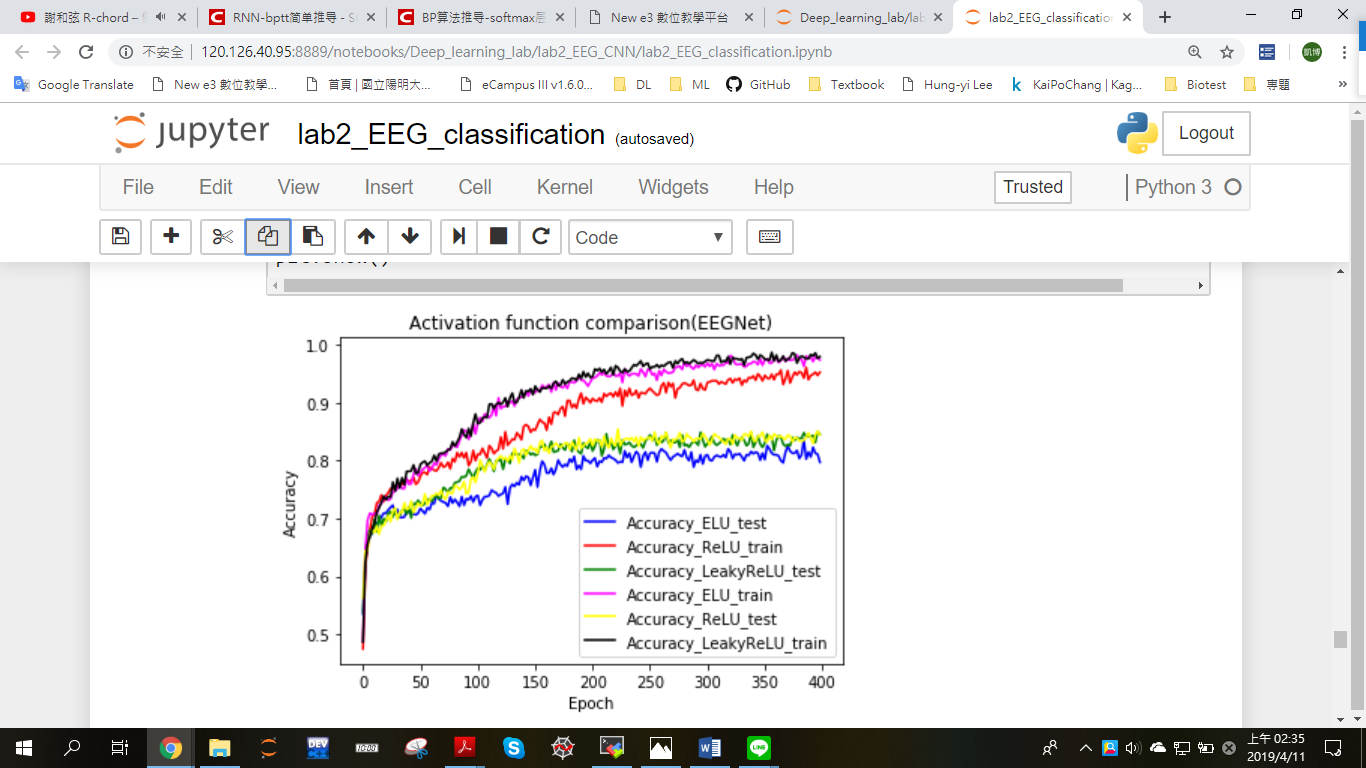 謝和弦 R-chord –
RNN-bptt简单推导 - S
BP算法推导-softmax层
New e3 數位教學平台
Deep_learning_lab/lab
lab2_EEG_classification
不安全 | 120.126.40.95:8889/notebooks/Deep_learning_lab/lab2_EEG_CNN/lab2_EEG_classification.ipynb
凱博
Google Translate
New e3 數位教學...
首頁 | 國立陽明大...
eCampus III v1.6.0...
DL
ML
GitHub
Textbook
Hung-yi Lee
KaiPoChang | Kag...
Biotest
專題
»
jupyter lab2_EEG_classification (autosaved)
Logout
File Edit View Insert Cell Kernel Widgets Help
Trusted
Python 3
Code
Activation function comparison(EEGNet)
1.0
0.9
0.8
0.7
0.6
0.5
Accuracy
Accuracy_ELU_test
Accuracy_ReLU_train
Accuracy_LeakyReLU_test
Accuracy_ELU_train
Accuracy_ReLU_test
Accuracy_LeakyReLU_train
0 50 100 150 200 250 300 350 400
Epoch
DEV
LINE
上午 02:35
2019/4/11